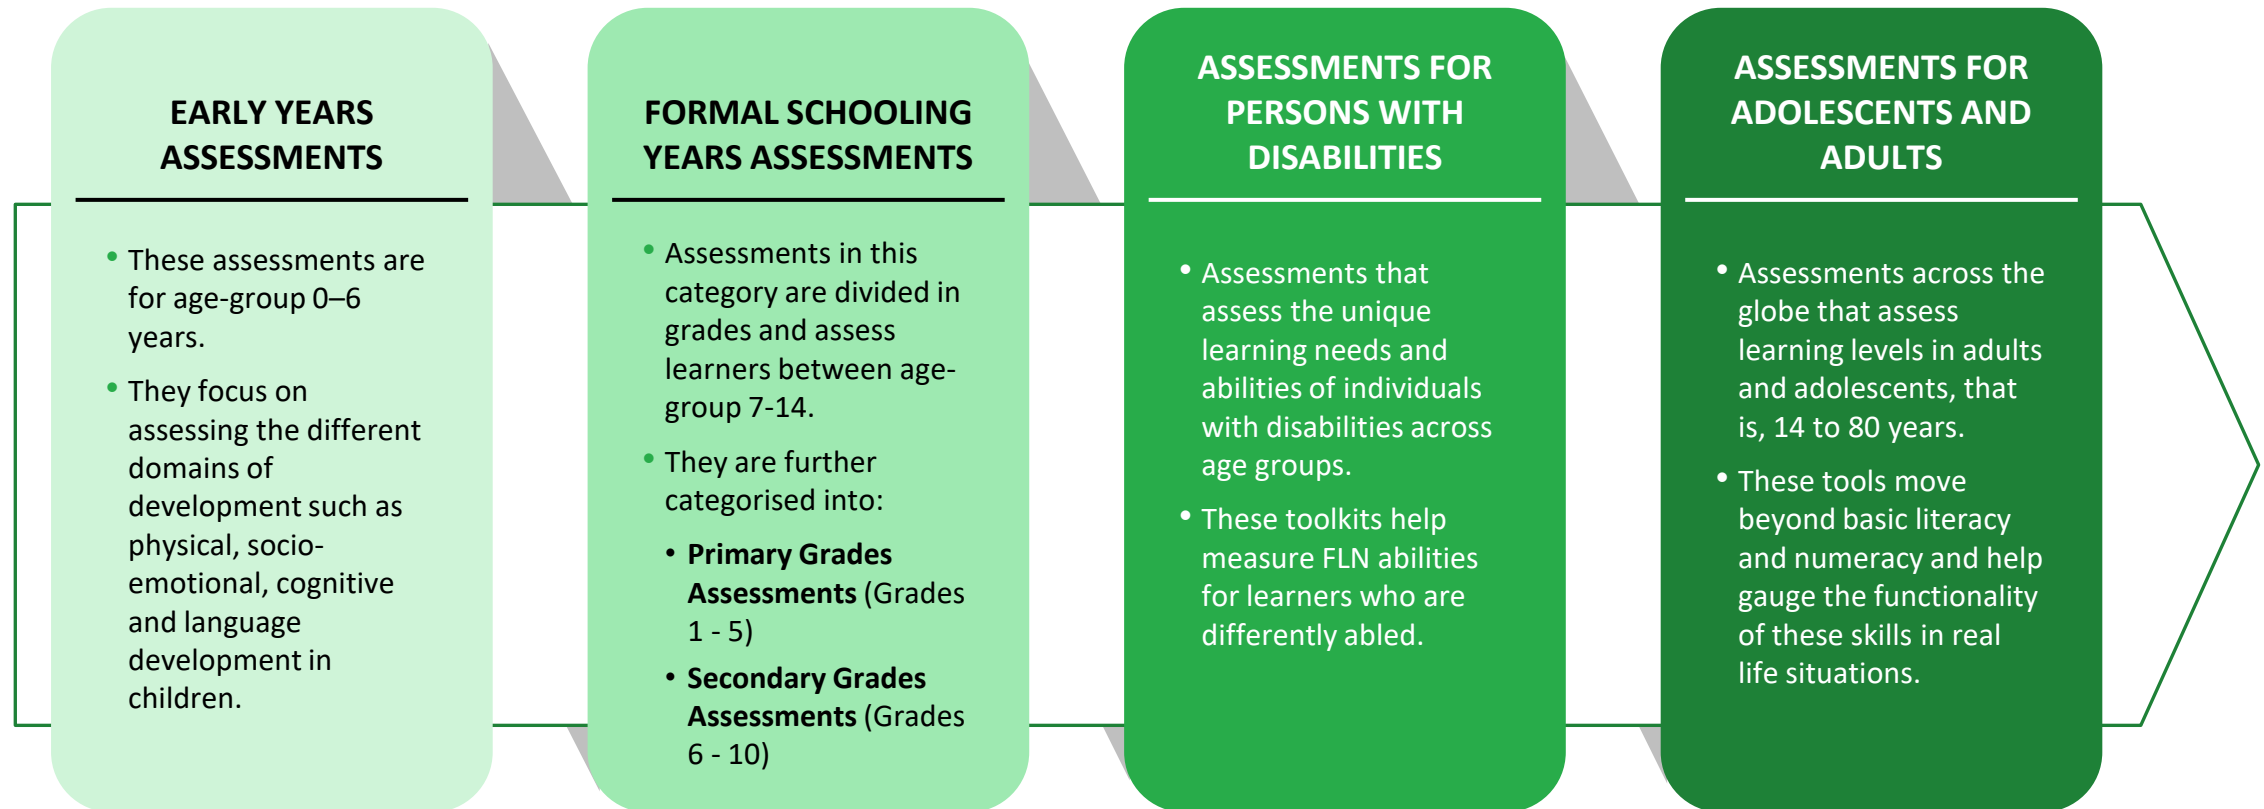 EARLY YEARS
ASSESSMENTS
• These assessments are
for age-group 0–6
years.
• They focus on
assessing the different
domains of
development such as
physical, socio-
emotional, cognitive
and language
development in
children.
FORMAL SCHOOLING
YEARS ASSESSMENTS
• Assessments in this
category are divided in
grades and assess
learners between age-
group 7-14.
• They are further
categorised into:
• Primary Grades
Assessments (Grades
1 - 5)
• Secondary Grades
Assessments (Grades
6 - 10)
ASSESSMENTS FOR
PERSONS WITH
DISABILITIES
• Assessments that
assess the unique
learning needs and
abilities of individuals
with disabilities across
age groups.
• These toolkits help
measure FLN abilities
for learners who are
differently abled.
ASSESSMENTS FOR
ADOLESCENTS AND
ADULTS
• Assessments across the
globe that assess
learning levels in adults
and adolescents, that
is, 14 to 80 years.
• These tools move
beyond basic literacy
and numeracy and help
gauge the functionality
of these skills in real
life situations.